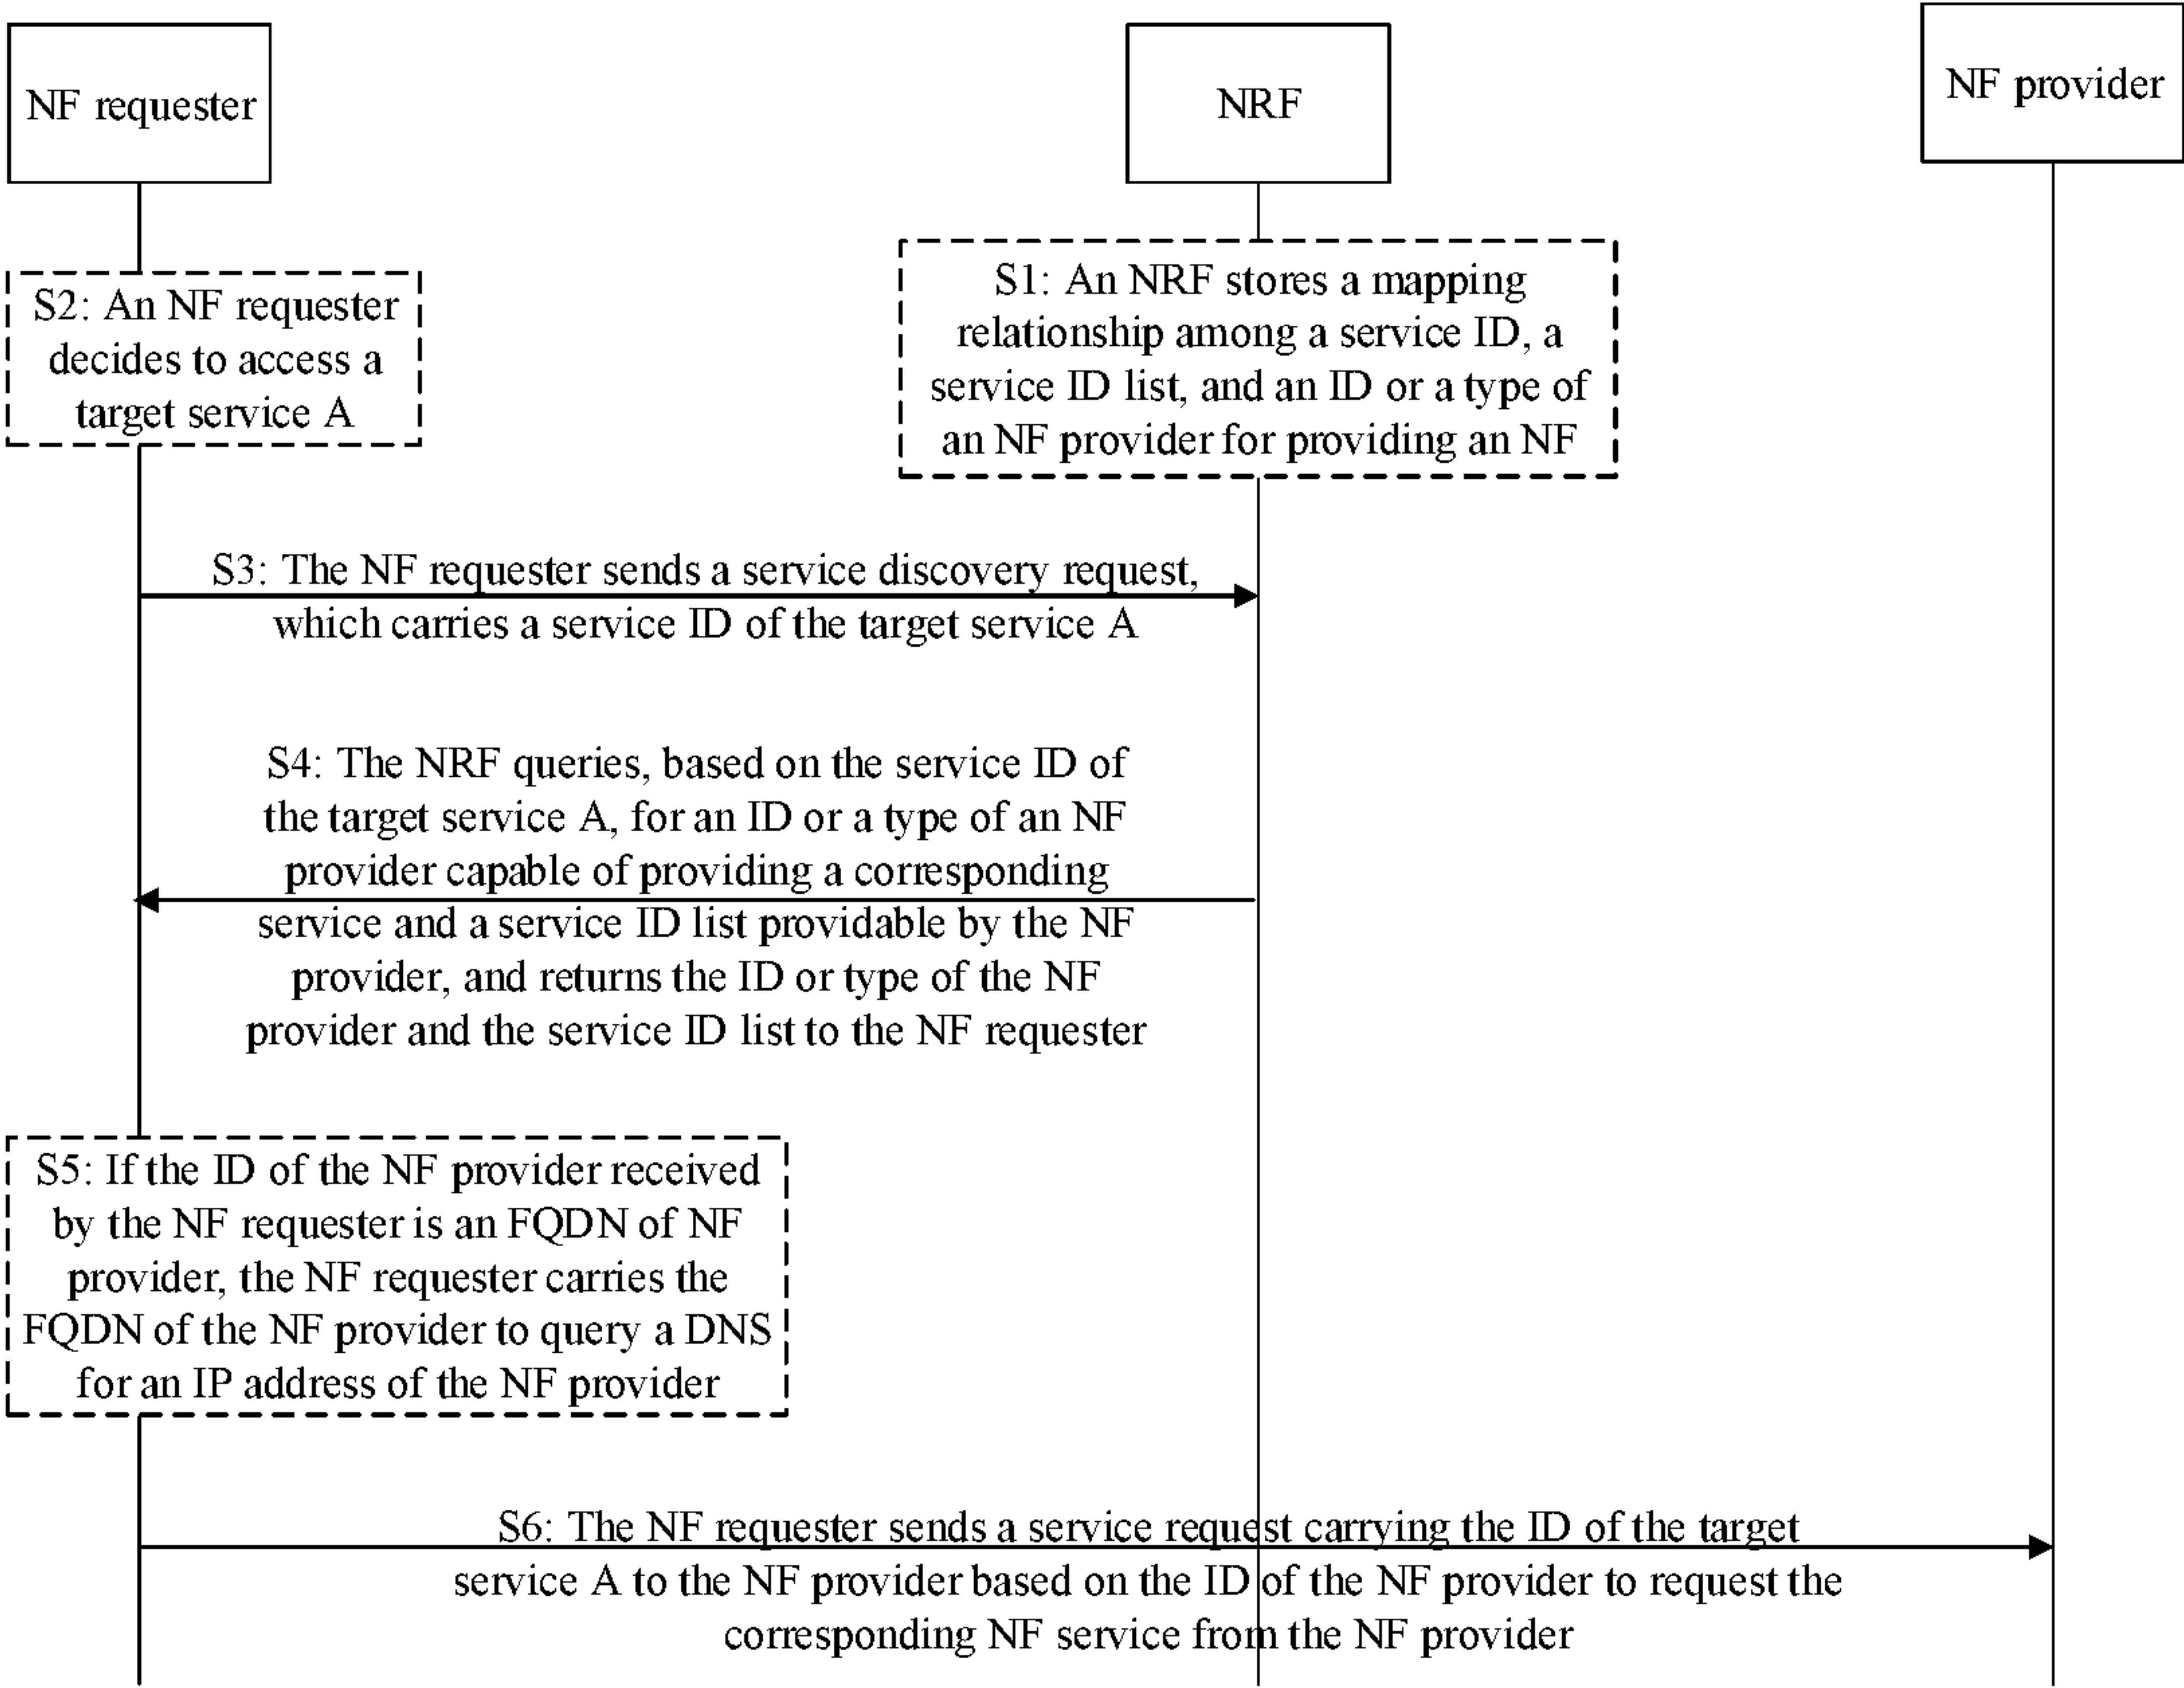 NF requester
NRF
NF provider
S1: An NRF stores a mapping
relationship among a service ID, a
service ID list, and an ID or a type of
an NF provider for providing an NF
S2: An NF requester
decides to access a
target service A
S3: The NF requester sends a service discovery request,
which carries a service ID of the target service A
S4: The NRF queries, based on the service ID of
the target service A, for an ID or a type of an NF
provider capable of providing a corresponding
service and a service ID list providable by the NF
provider, and returns the ID or type of the NF
provider and the service ID list to the NF requester
S5: If the ID of the NF provider received
by the NF requester is an FQDN of NF
provider, the NF requester carries the
FQDN of the NF provider to query a DNS
for an IP address of the NF provider
S6: The NF requester sends a service request carrying the ID of the target
service A to the NF provider based on the ID of the NF provider to request the
corresponding NF service from the NF provider